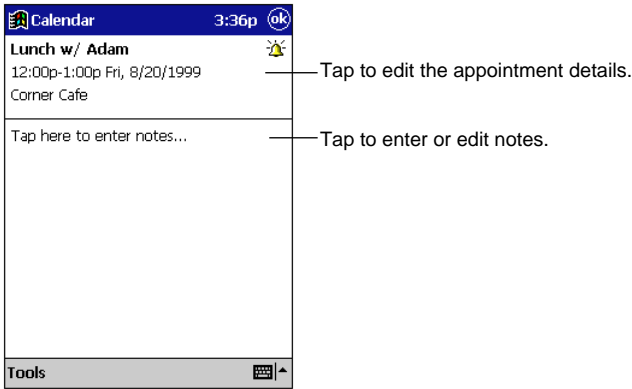 Calendar 3:36p ok
Lunch w/ Adam
12:00p-1:00p Fri, 8/20/1999
Corner Cafe
Tap to edit the appointment details.
Tap here to enter notes...
Tap to enter or edit notes.
Tools